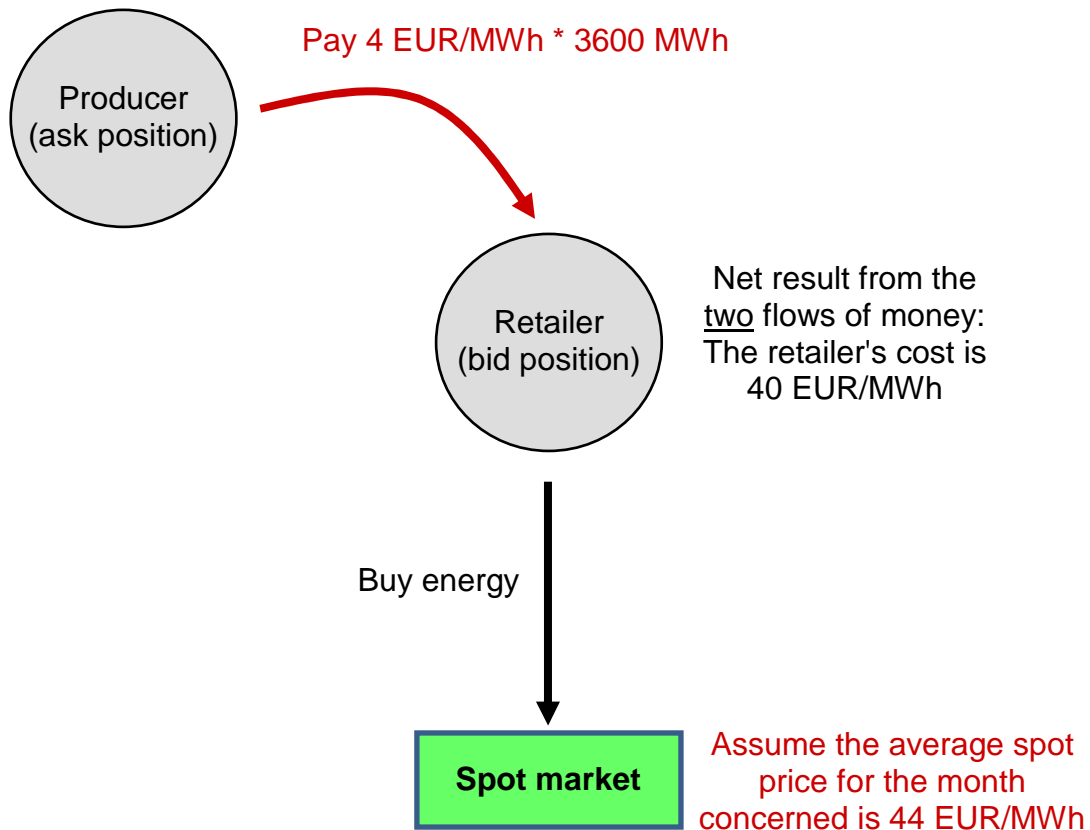 Pay 4 EUR/MWh * 3600 MWh
Producer
(ask position)
Retailer
(bid position)
Net result from the
two flows of money:
The retailer's cost is
40 EUR/MWh
Buy energy
Spot market
Assume the average spot
price for the month
concerned is 44 EUR/MWh